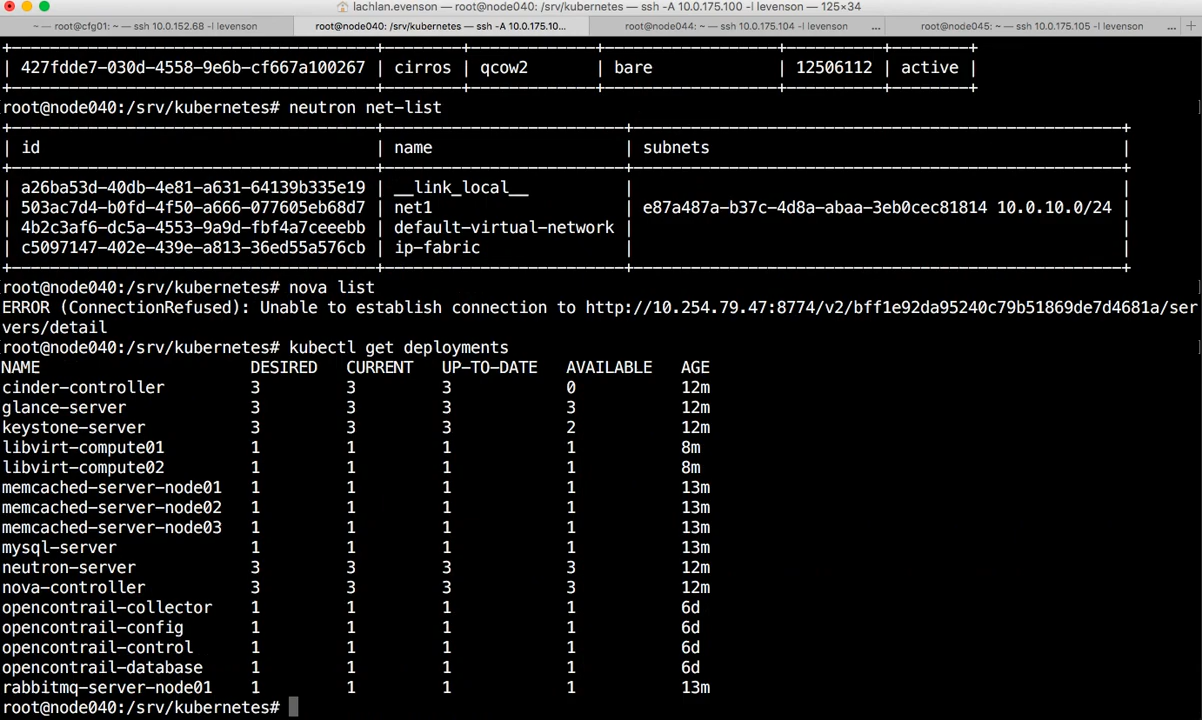 lachlan.evenson — root@node040: /srv/kubernetes — ssh -A 10.0.175.100 -l levenson — 125×34
~ — root@cfg01: ~ — ssh 10.0.152.68 -l levenson root@node040: /srv/kubernetes — ssh -A 10.0.175.10... root@node044: ~ — ssh 10.0.175.104 -l levenson ... root@node045: ~ — ssh 10.0.175.105 -l levenson ... +
+--------------------------------------+--------+-------------+------------------+----------+--------+
| 427fdde7-030d-4558-9e6b-cf667a100267 | cirros | qcow2 | bare | 12506112 | active |
+--------------------------------------+--------+-------------+------------------+----------+--------+
root@node040:/srv/kubernetes# neutron net-list
+--------------------------------------+-------------------------+----------------------------------------------------+
| id | name | subnets |
+--------------------------------------+-------------------------+----------------------------------------------------+
| a26ba53d-40db-4e81-a631-64139b335e19 | __link_local__ | |
| 503ac7d4-b0fd-4f50-a666-077605eb68d7 | net1 | e87a487a-b37c-4d8a-abaa-3eb0cec81814 10.0.10.0/24 |
| 4b2c3af6-dc5a-4553-9a9d-fbf4a7ceeebb | default-virtual-network | |
| c5097147-402e-439e-a813-36ed55a576cb | ip-fabric | |
+--------------------------------------+-------------------------+----------------------------------------------------+
root@node040:/srv/kubernetes# nova list
ERROR (ConnectionRefused): Unable to establish connection to http://10.254.79.47:8774/v2/bff1e92da95240c79b51869de7d4681a/ser
vers/detail
root@node040:/srv/kubernetes# kubectl get deployments
NAME DESIRED CURRENT UP-TO-DATE AVAILABLE AGE
cinder-controller 3 3 3 0 12m
glance-server 3 3 3 3 12m
keystone-server 3 3 3 2 12m
libvirt-compute01 1 1 1 1 8m
libvirt-compute02 1 1 1 1 8m
memcached-server-node01 1 1 1 1 13m
memcached-server-node02 1 1 1 1 13m
memcached-server-node03 1 1 1 1 13m
mysql-server 1 1 1 1 13m
neutron-server 3 3 3 3 12m
nova-controller 3 3 3 3 12m
opencontrail-collector 1 1 1 1 6d
opencontrail-config 1 1 1 1 6d
opencontrail-control 1 1 1 1 6d
opencontrail-database 1 1 1 1 6d
rabbitmq-server-node01 1 1 1 1 13m
root@node040:/srv/kubernetes#